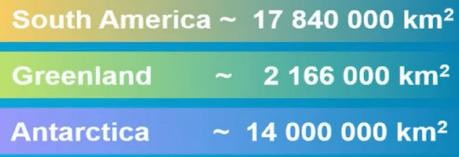 South America ~ 17 840 000 km²
Greenland ~ 2 166 000 km²
Antarctica ~ 14 000 000 km²